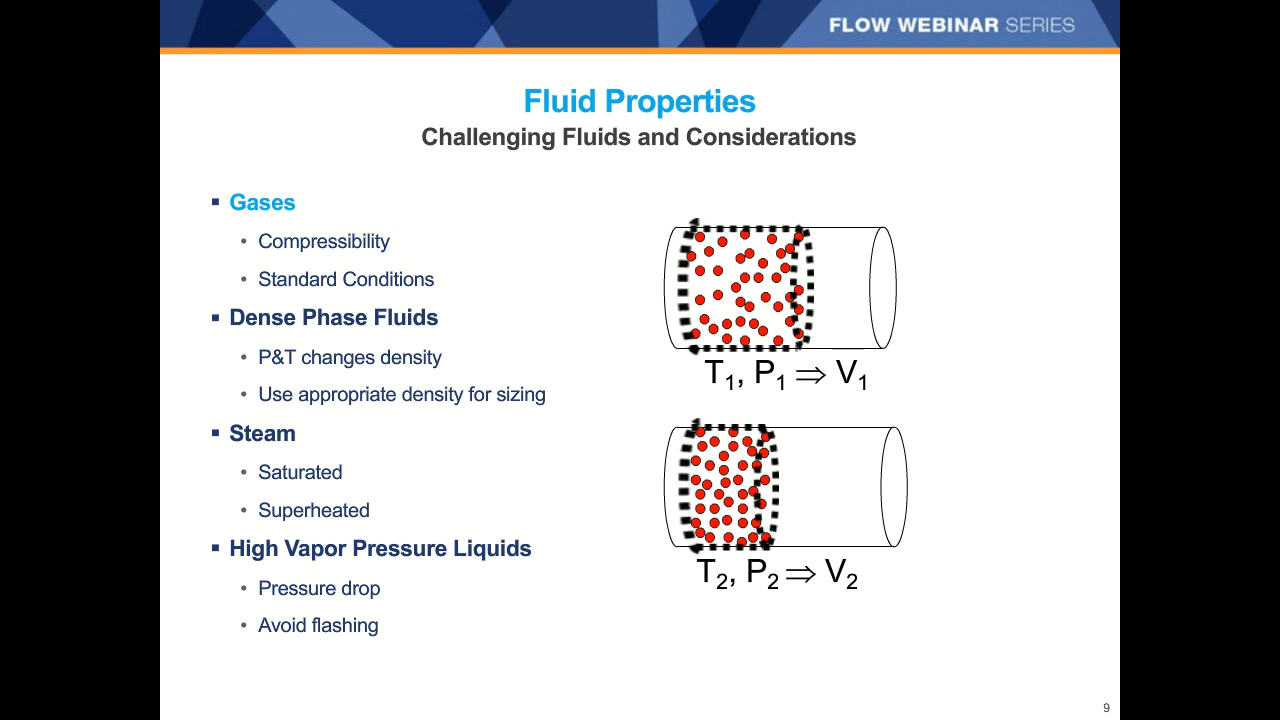 FLOW WEBINAR SERIES
Fluid Properties
Challenging Fluids and Considerations
▪ Gases
• Compressibility
• Standard Conditions
▪ Dense Phase Fluids
• P&T changes density
• Use appropriate density for sizing
▪ Steam
• Saturated
• Superheated
▪ High Vapor Pressure Liquids
• Pressure drop
• Avoid flashing
T₁, P₁ ⇒ V₁
T₂, P₂ ⇒ V₂
9